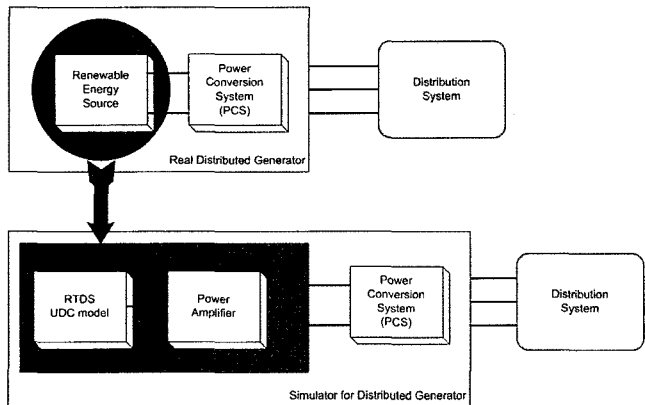 Renewable
Energy
Source
Power
Conversion
System
(PCS)
Distribution
System
Real Distributed Generator
RTDS
UDC model
Power
Amplifier
Power
Conversion
System
(PCS)
Distribution
System
Simulator for Distributed Generator